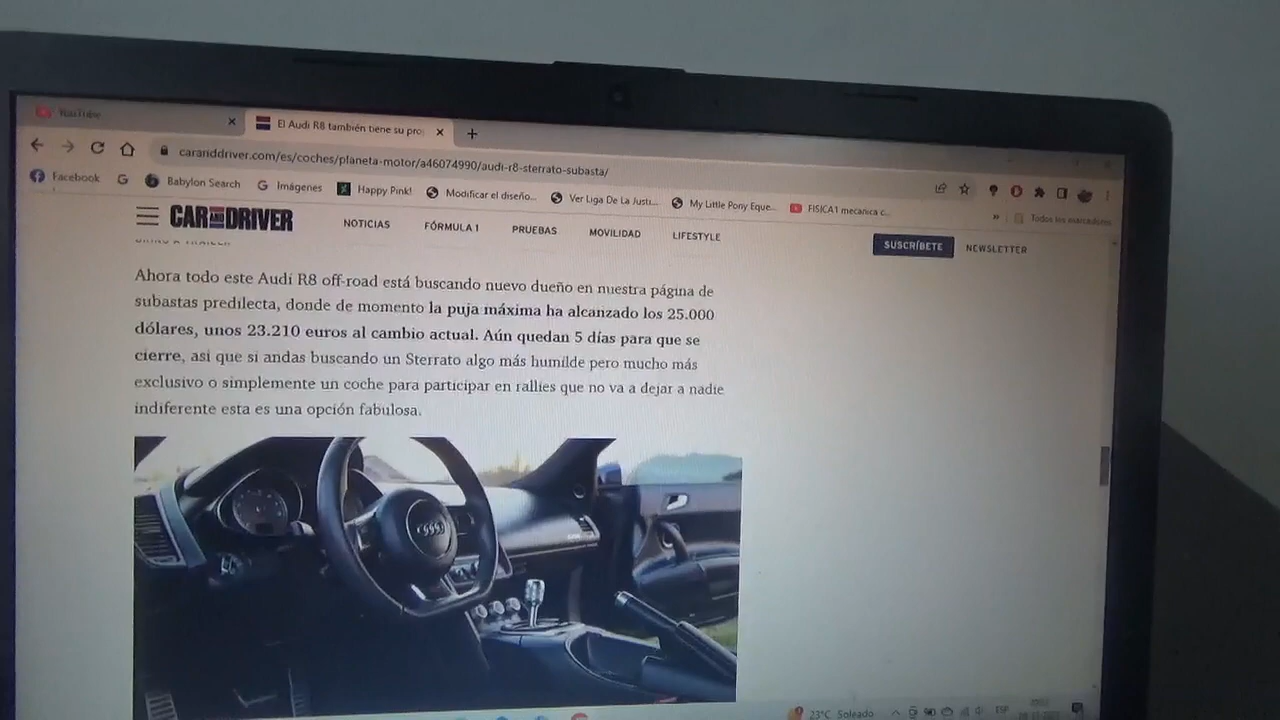 YouTube
El Audi R8 también tiene su pro
caranddriver.com/es/coches/planeta-motor/a46074990/audi-r8-sterrato-subasta/
Facebook
Babylon Search
Imágenes
Happy Pink!
Modificar el diseño...
Ver Liga De La Justi...
My Little Pony Eque...
FISICA1 mecanica c...
Todos los marcadores
CAR AND DRIVER
NOTICIAS
FÓRMULA 1
PRUEBAS
MOVILIDAD
LIFESTYLE
SUSCRÍBETE
NEWSLETTER
Ahora todo este Audi R8 off-road está buscando nuevo dueño en nuestra página de
subastas predilecta, donde de momento la puja máxima ha alcanzado los 25.000
dólares, unos 23.210 euros al cambio actual. Aún quedan 5 días para que se
cierre, asi que si andas buscando un Sterrato algo más humilde pero mucho más
exclusivo o simplemente un coche para participar en rallies que no va a dejar a nadie
indiferente esta es una opción fabulosa.
23°C Soleado
ESP